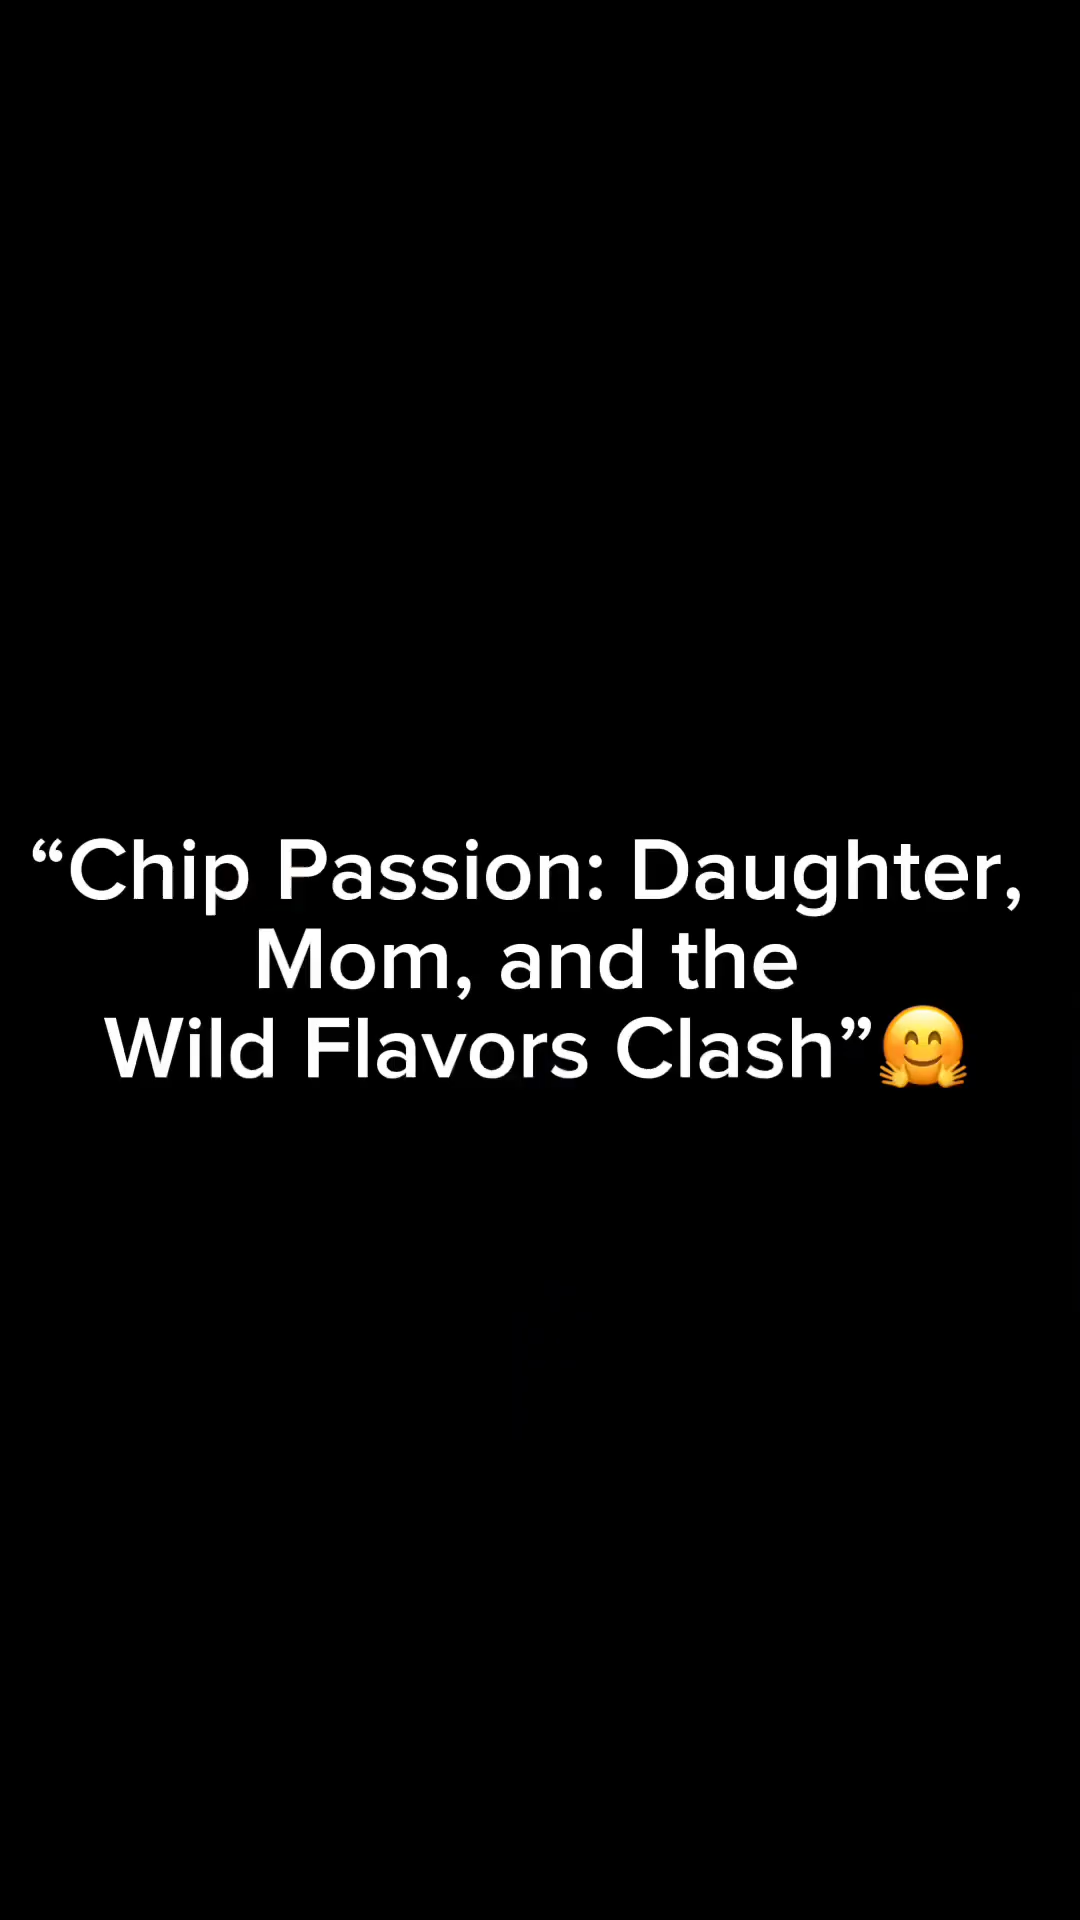 “Chip Passion: Daughter,
Mom, and the
Wild Flavors Clash”🤗